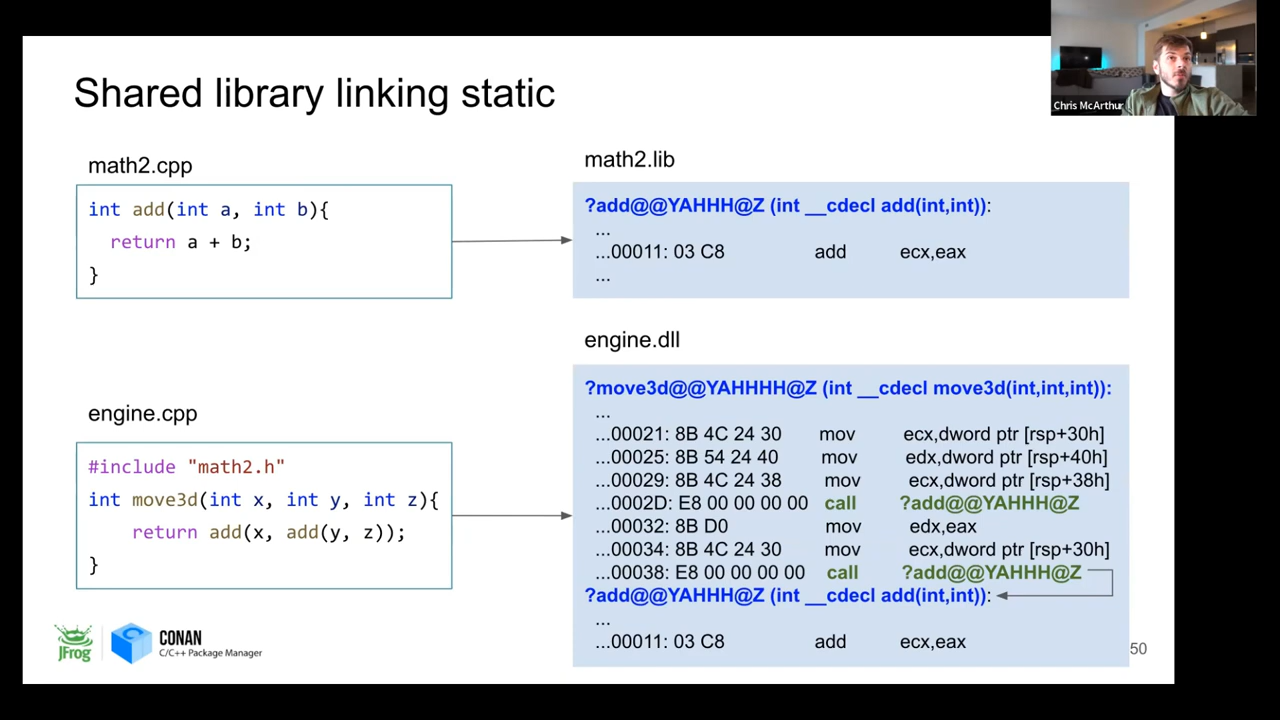 Chris McArthur
Shared library linking static
math2.cpp
int add(int a, int b){
return a + b;
}
math2.lib
?add@@YAHHH@Z (int __cdecl add(int,int)):
...
...00011: 03 C8 add ecx,eax
...
engine.cpp
#include "math2.h"
int move3d(int x, int y, int z){
return add(x, add(y, z));
}
engine.dll
?move3d@@YAHHHH@Z (int __cdecl move3d(int,int,int)):
...
...00021: 8B 4C 24 30 mov ecx,dword ptr [rsp+30h]
...00025: 8B 54 24 40 mov edx,dword ptr [rsp+40h]
...00029: 8B 4C 24 38 mov ecx,dword ptr [rsp+38h]
...0002D: E8 00 00 00 00 call ?add@@YAHHH@Z
...00032: 8B D0 mov edx,eax
...00034: 8B 4C 24 30 mov ecx,dword ptr [rsp+30h]
...00038: E8 00 00 00 00 call ?add@@YAHHH@Z
?add@@YAHHH@Z (int __cdecl add(int,int)):
...
...00011: 03 C8 add ecx,eax
JFrog
CONAN
C/C++ Package Manager
50